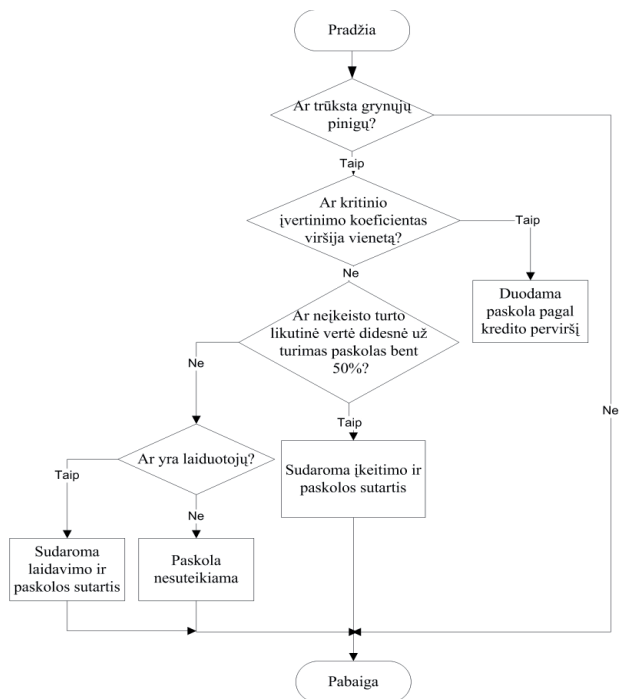 Pradžia
Ar trūksta grynųjų
pinigų?
Taip
Ar kritinio
įvertinimo koeficientas
viršija vienetą?
Taip
Ne
Duodama
paskola pagal
kredito perviršį
Ar neįkeisto turto
likutinė vertė didesnė už
turimas paskolas bent
50%?
Ne
Ne
Taip
Ar yra laiduotojų?
Taip
Sudaroma įkeitimo ir
paskolos sutartis
Ne
Sudaroma
laidavimo ir
paskolos sutartis
Paskola
nesuteikiama
Pabaiga